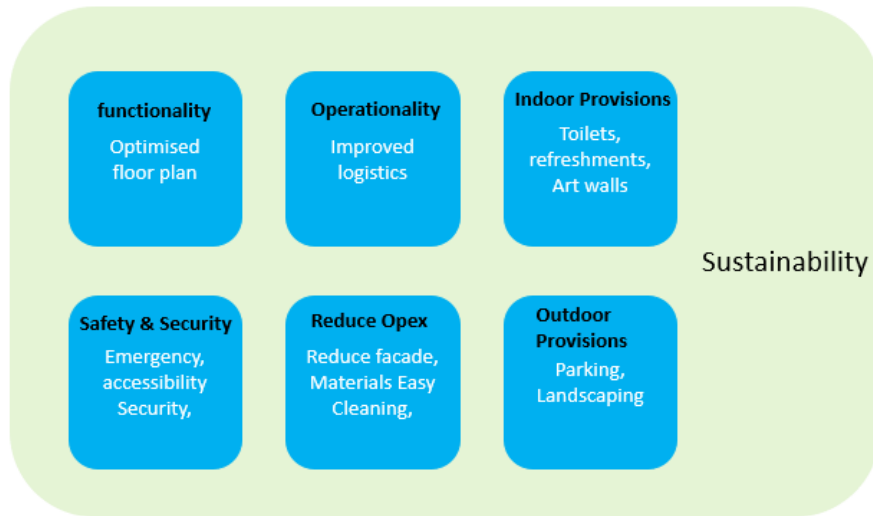 functionality
Optimised
floor plan
Operationality
Improved
logistics
Indoor Provisions
Toilets,
refreshments,
Art walls
Sustainability
Safety & Security
Emergency,
accessibility
Security,
Reduce Opex
Reduce facade,
Materials Easy
Cleaning,
Outdoor
Provisions
Parking,
Landscaping